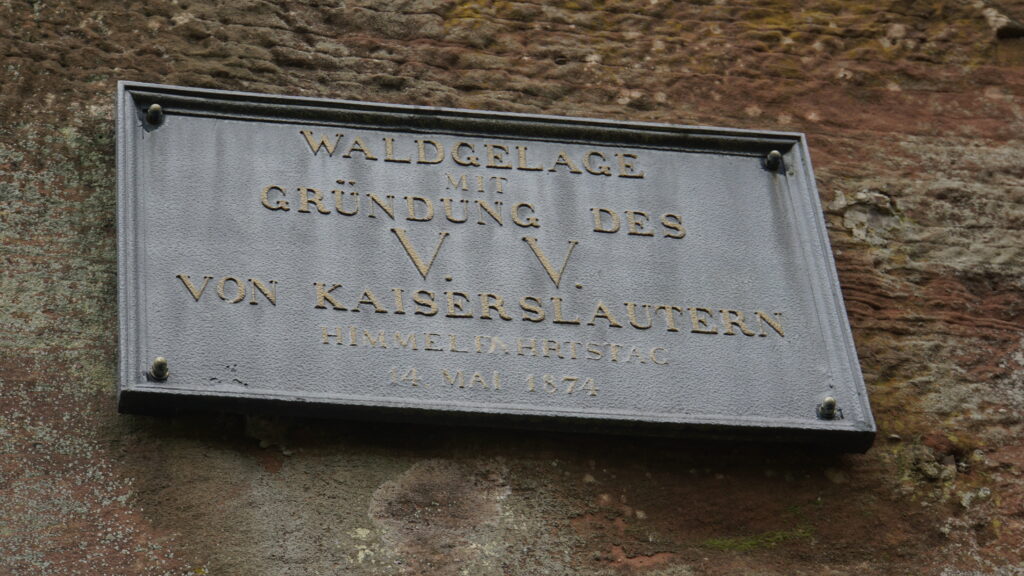 WALDGELAGE
MIT
GRÜNDUNG DES
V. V.
VON KAISERSLAUTERN
HIMMELFAHRTSTAG
14. MAI 1874